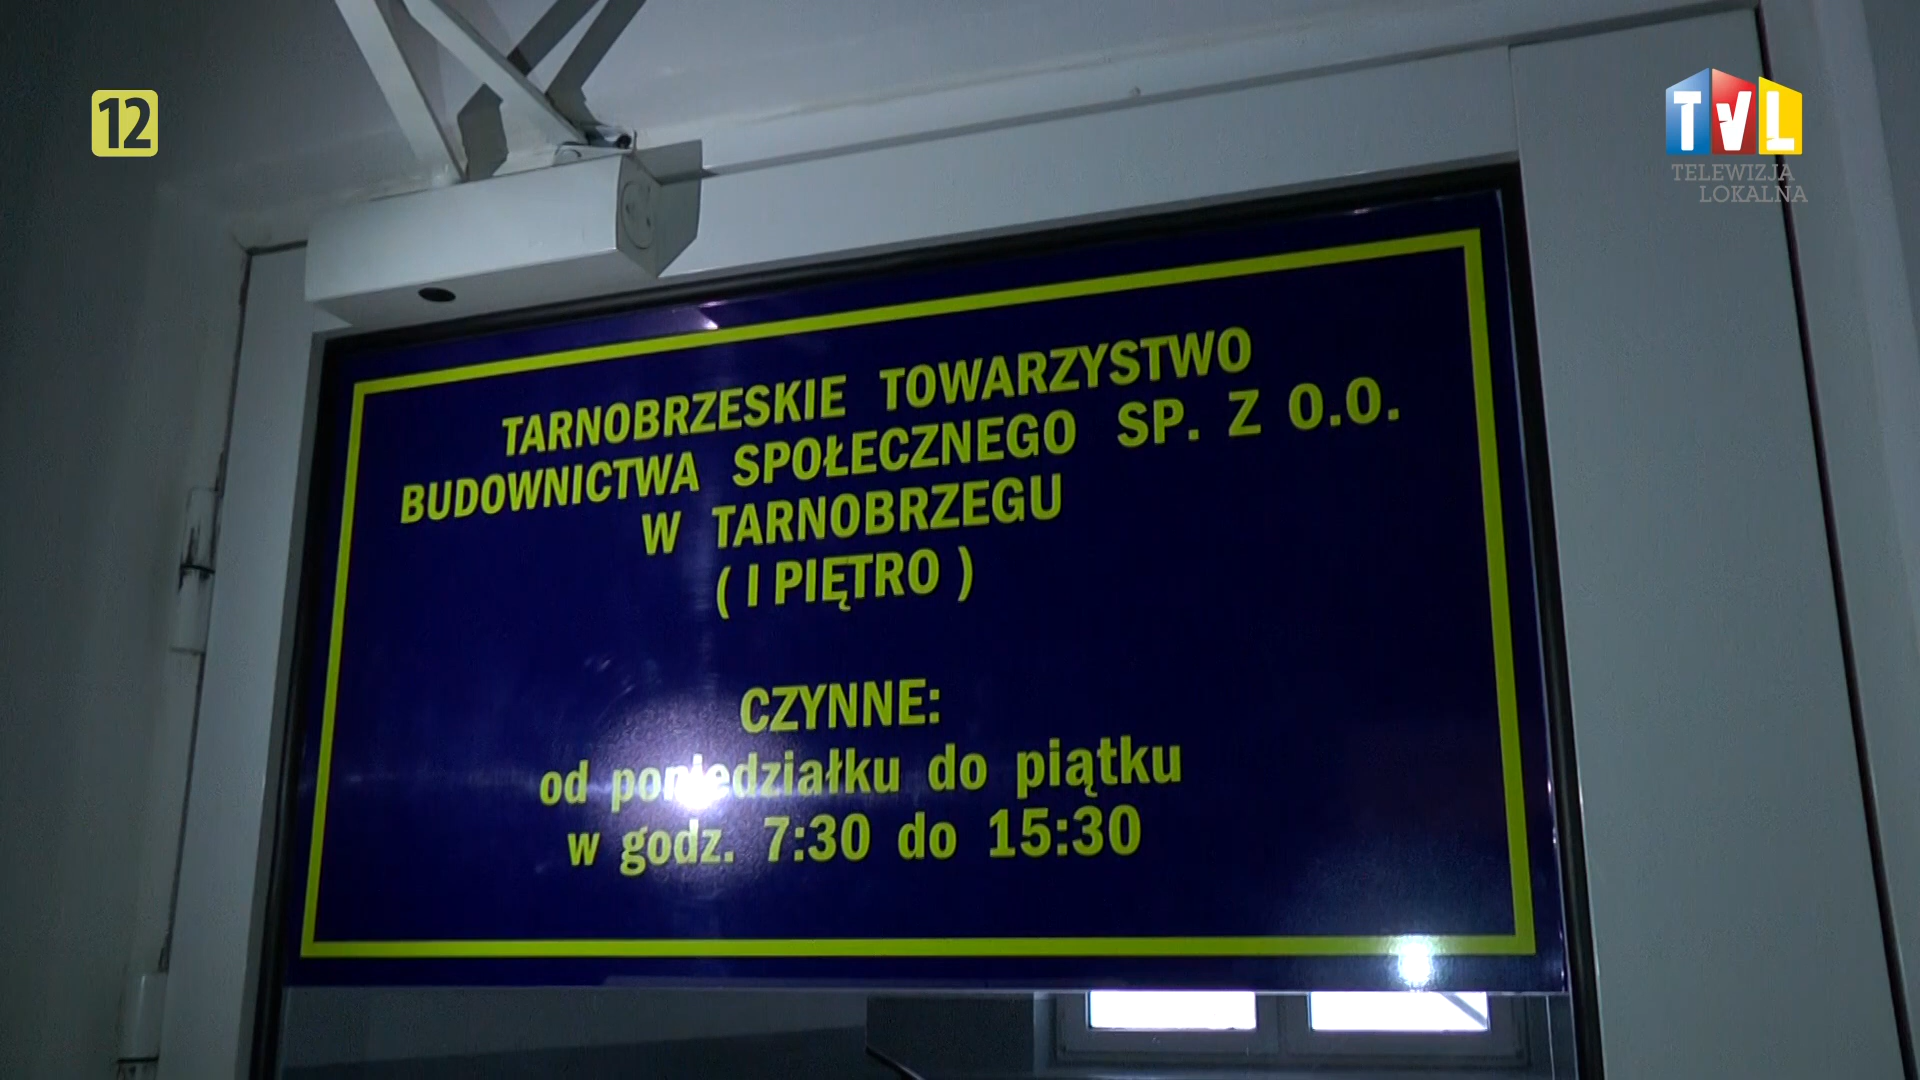 12
TVL
TELEWIZJA
LOKALNA
TARNOBRZESKIE TOWARZYSTWO
BUDOWNICTWA SPOŁECZNEGO SP. Z O.O.
W TARNOBRZEGU
( I PIĘTRO )
CZYNNE:
od poniedziałku do piątku
w godz. 7:30 do 15:30